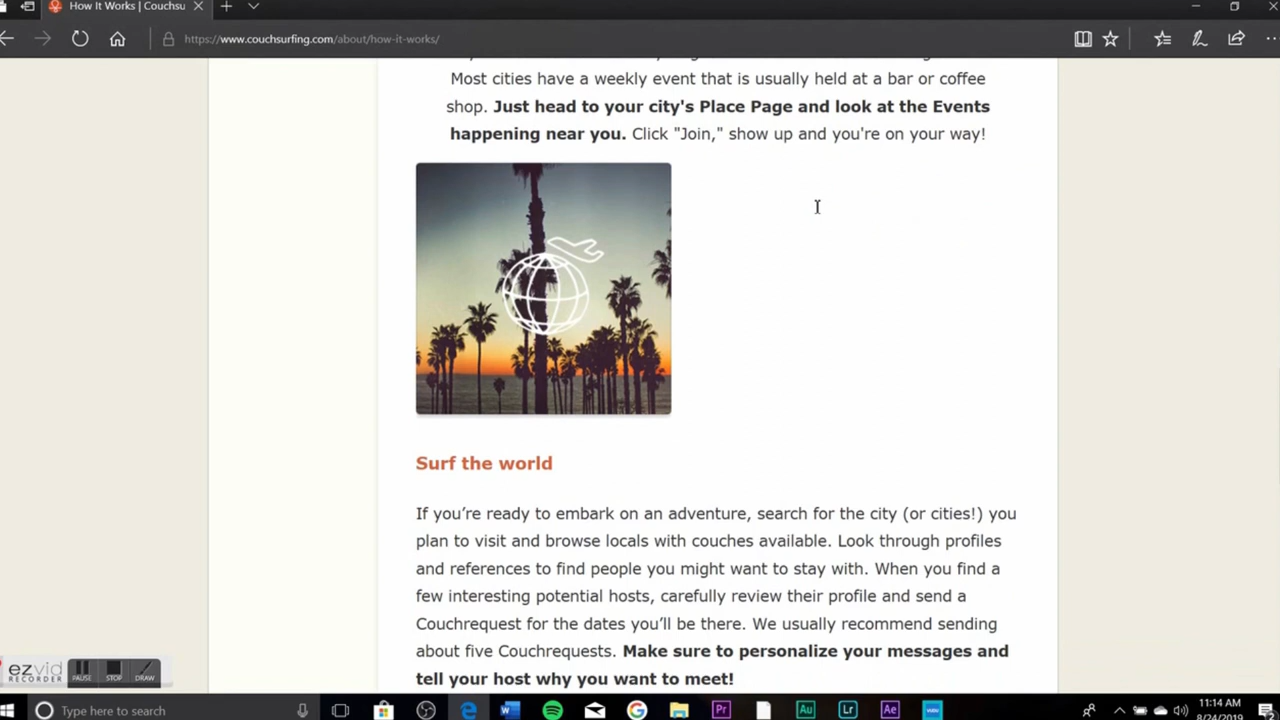 How It Works | Couchsu
https://www.couchsurfing.com/about/how-it-works/
Most cities have a weekly event that is usually held at a bar or coffee
shop. Just head to your city's Place Page and look at the Events
happening near you. Click "Join," show up and you're on your way!
Surf the world
If you’re ready to embark on an adventure, search for the city (or cities!) you
plan to visit and browse locals with couches available. Look through profiles
and references to find people you might want to stay with. When you find a
few interesting potential hosts, carefully review their profile and send a
Couchrequest for the dates you’ll be there. We usually recommend sending
about five Couchrequests. Make sure to personalize your messages and
tell your host why you want to meet!
ezvid
RECORDER
PAUSE
STOP
DRAW
Type here to search
W
Pr
Au
Lr
Ae
11:14 AM
8/24/2019